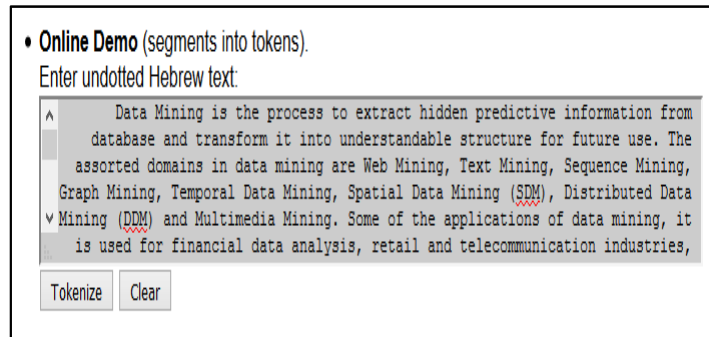 • Online Demo (segments into tokens).
Enter undotted Hebrew text:
Data Mining is the process to extract hidden predictive information from
database and transform it into understandable structure for future use. The
assorted domains in data mining are Web Mining, Text Mining, Sequence Mining,
Graph Mining, Temporal Data Mining, Spatial Data Mining (SDM), Distributed Data
Mining (DDM) and Multimedia Mining. Some of the applications of data mining, it
is used for financial data analysis, retail and telecommunication industries,
Tokenize Clear